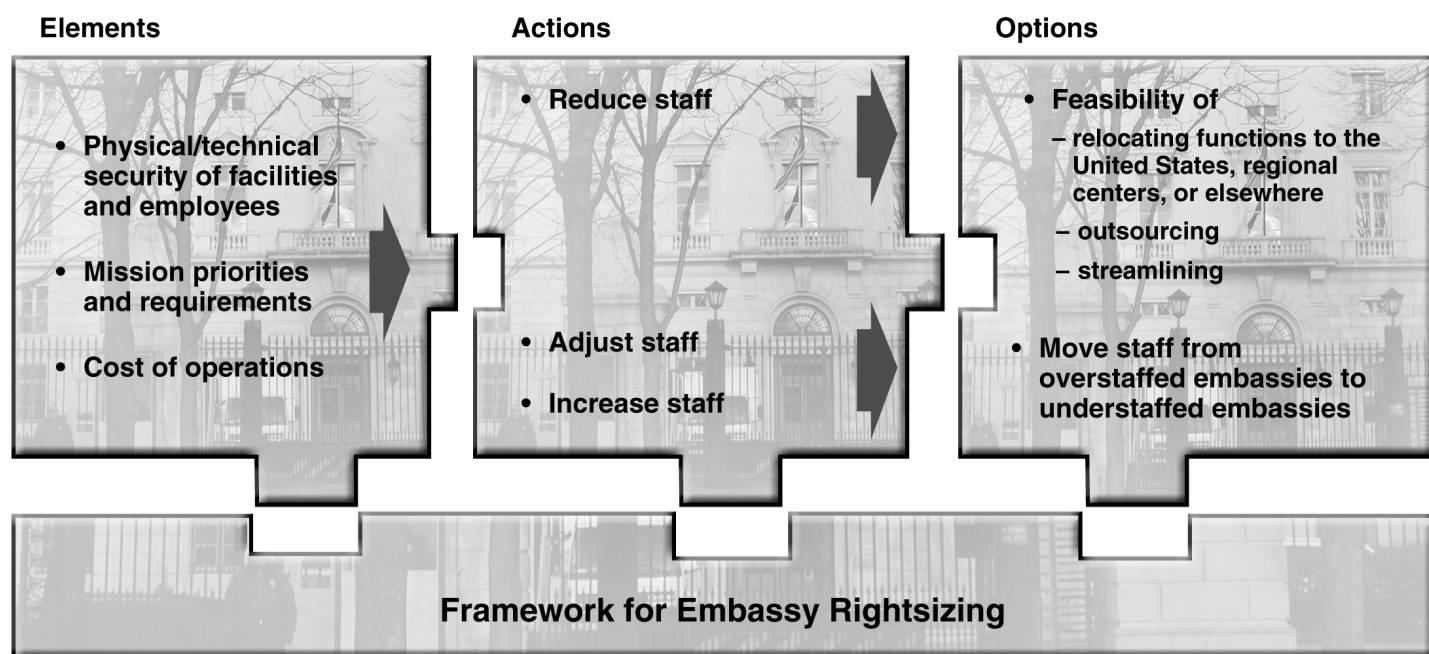 Elements
• Physical/technical
security of facilities
and employees
• Mission priorities
and requirements
• Cost of operations
Actions
• Reduce staff
• Adjust staff
• Increase staff
Options
• Feasibility of
– relocating functions to the
United States, regional
centers, or elsewhere
– outsourcing
– streamlining
• Move staff from
overstaffed embassies to
understaffed embassies
Framework for Embassy Rightsizing